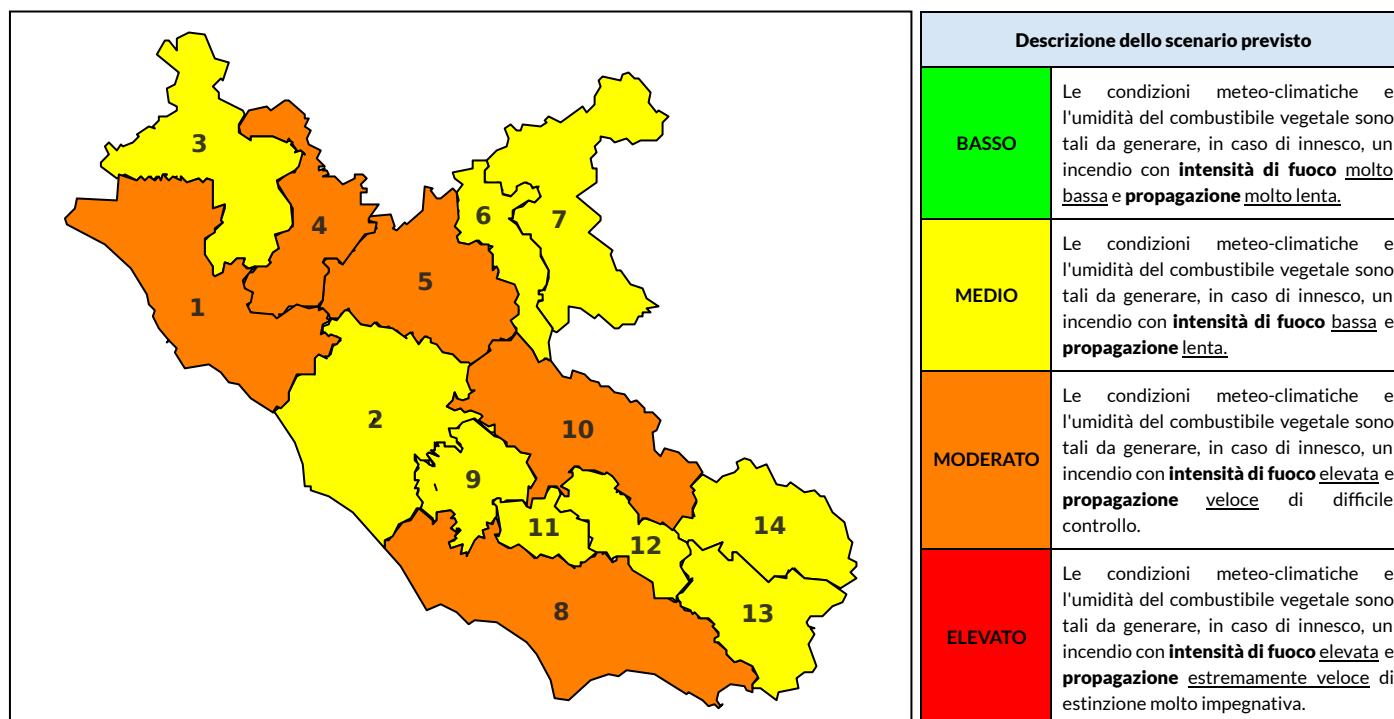 Descrizione dello scenario previsto
BASSO
Le condizioni meteo-climatiche e
l'umidità del combustibile vegetale sono
tali da generare, in caso di innesco, un
incendio con intensità di fuoco molto
bassa e propagazione molto lenta.
MEDIO
Le condizioni meteo-climatiche e
l'umidità del combustibile vegetale sono
tali da generare, in caso di innesco, un
incendio con intensità di fuoco bassa e
propagazione lenta.
MODERATO
Le condizioni meteo-climatiche e
l'umidità del combustibile vegetale sono
tali da generare, in caso di innesco, un
incendio con intensità di fuoco elevata e
propagazione veloce di difficile
controllo.
ELEVATO
Le condizioni meteo-climatiche e
l'umidità del combustibile vegetale sono
tali da generare, in caso di innesco, un
incendio con intensità di fuoco elevata e
propagazione estremamente veloce di
estinzione molto impegnativa.
3
4
6
7
5
1
2
10
9
11
12
14
8
13